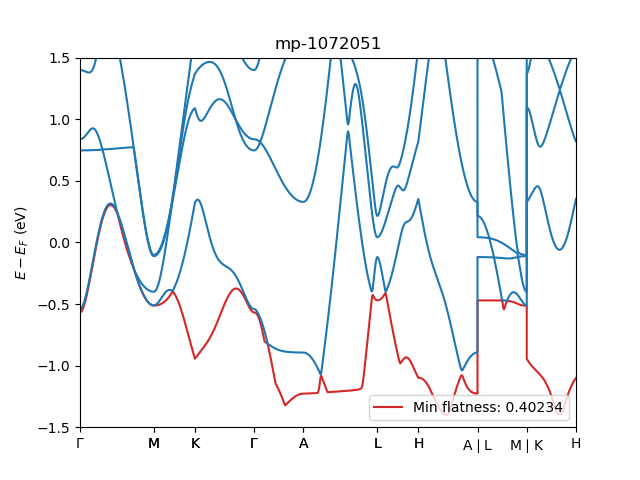 mp-1072051
E − E_F (eV)
1.5
1.0
0.5
0.0
−0.5
−1.0
−1.5
Min flatness: 0.40234
Γ M K Γ A L H A | L M | K H